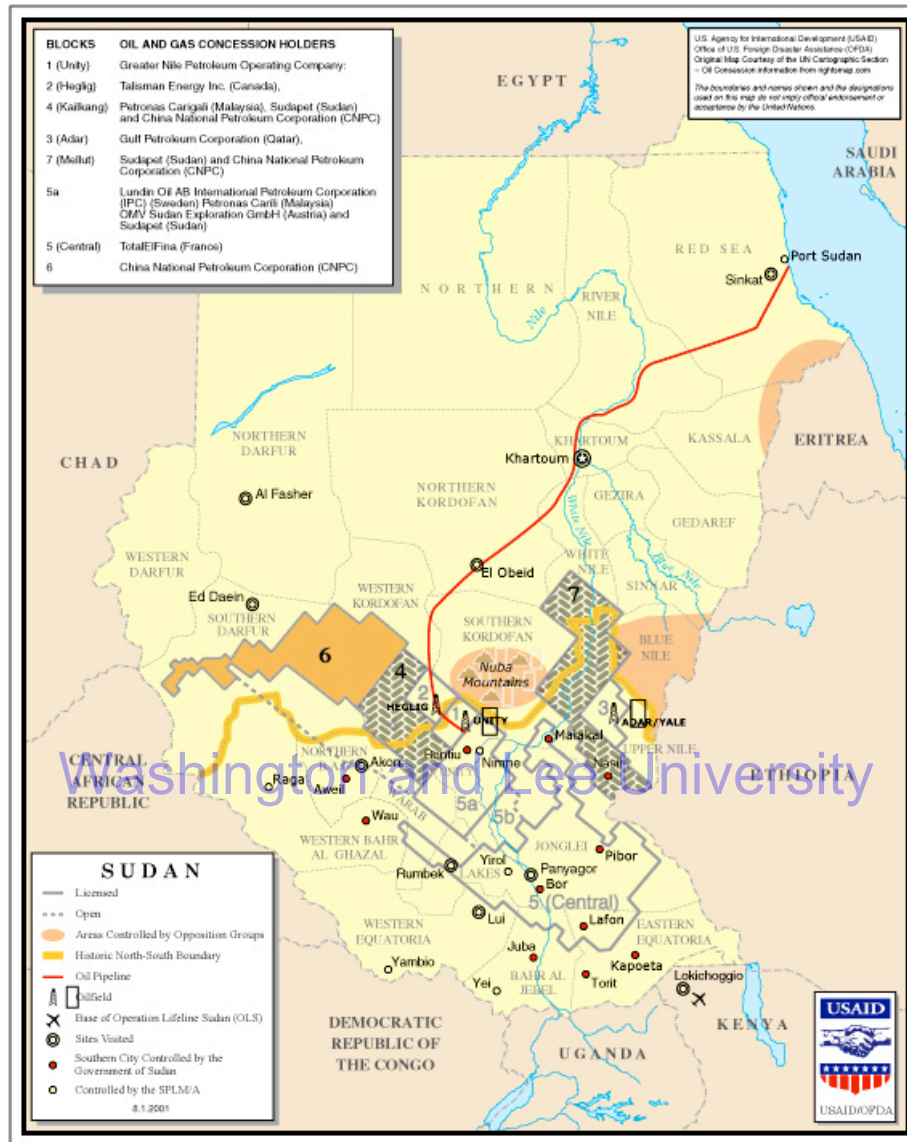 BLOCKS OIL AND GAS CONCESSION HOLDERS
1 (Unity) Greater Nile Petroleum Operating Company:
2 (Heglig) Talisman Energy Inc. (Canada),
4 (Kailkang) Petronas Carigali (Malaysia), Sudapet (Sudan)
and China National Petroleum Corporation (CNPC)
3 (Adar) Gulf Petroleum Corporation (Qatar),
7 (Mellut) Sudapet (Sudan) and China National Petroleum
Corporation (CNPC)
5a Lundin Oil AB International Petroleum Corporation
(IPC) (Sweden) Petronas Carili (Malaysia)
OMV Sudan Exploration GmbH (Austria) and
Sudapet (Sudan)
5 (Central) TotalElFina (France)
6 China National Petroleum Corporation (CNPC)
U.S. Agency for International Development (USAID)
Office of U.S. Foreign Disaster Assistance (OFDA)
Original Map Courtesy of the UN Cartographic Section
-- Oil Consession information from rightsmap.com
The boundaries and names shown and the designations
used on this map do not imply official endorsement or
acceptance by the United Nations.
EGYPT
SAUDI
ARABIA
RED SEA
Port Sudan
Sinkat
NORTHERN
RIVER
NILE
Nile
NORTHERN
DARFUR
CHAD
KHARTOUM
KASSALA
ERITREA
Khartoum
NORTHERN
KORDOFAN
GEZIRA
Al Fasher
GEDAREF
White Nile
Blue Nile
WESTERN
DARFUR
WHITE
NILE
El Obeid
SINNAR
WESTERN
KORDOFAN
7
Ed Daein
SOUTHERN
DARFUR
SOUTHERN
KORDOFAN
BLUE
NILE
6
4
Nuba
Mountains
2
HEGLIG
1
UNITY
3
ADAR/YALE
Malakal
UPPER NILE
Bentiu
Nimne
UNITY
CENTRAL
AFRICAN
REPUBLIC
NORTHERN
Akon
Nasir
ETHIOPIA
Washington and Lee University
Raga
Aweil
ARAB
5a
5b
Wau
WESTERN BAHR
AL GHAZAL
JONGLEI
Pibor
Yirol
LAKES
Panyagor
Rumbek
Bor
5 (Central)
Lui
Lafon
WESTERN
EQUATORIA
EASTERN
EQUATORIA
Juba
Kapoeta
Yambio
BAHR AL
JEBEL
Torit
Lokichoggio
Yei
DEMOCRATIC
REPUBLIC OF
THE CONGO
UGANDA
KENYA
SUDAN
Licensed
Open
Areas Controlled by Opposition Groups
Historic North-South Boundary
Oil Pipeline
Oilfield
Base of Operation Lifeline Sudan (OLS)
Sites Visited
Southern City Controlled by the
Government of Sudan
Controlled by the SPLM/A
8.1.2001
USAID
USAID/OFDA